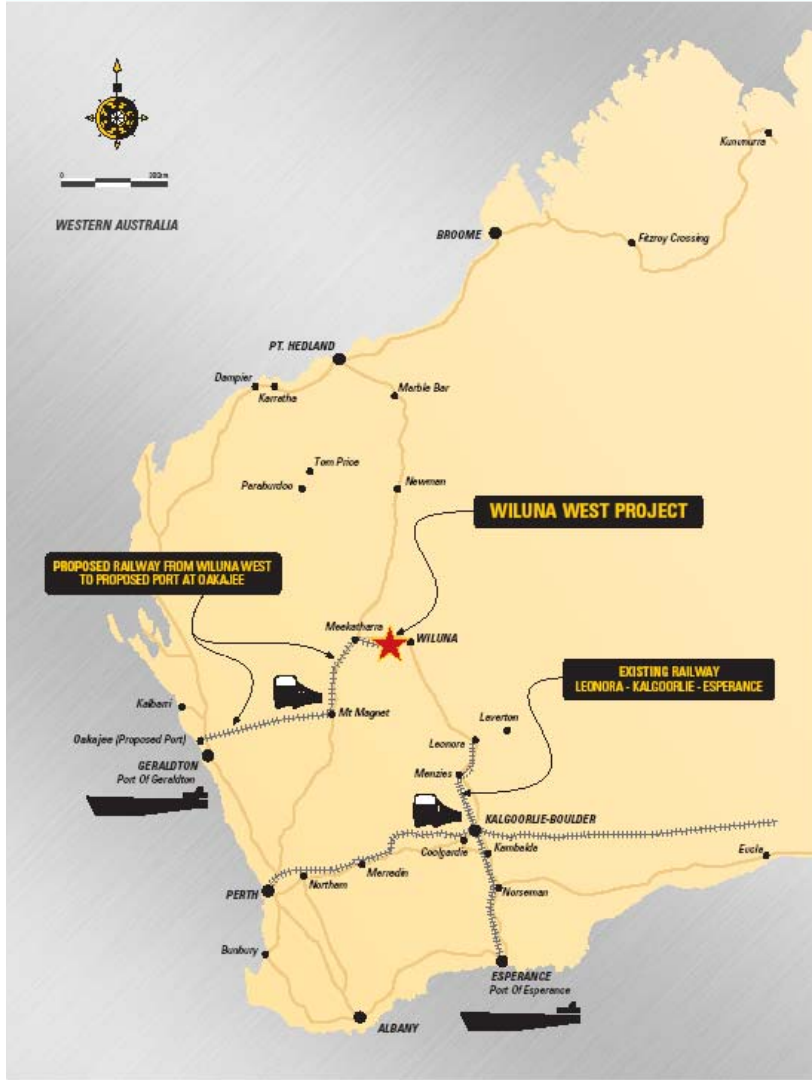 0 300km
WESTERN AUSTRALIA
Kununurra
BROOME
Fitzroy Crossing
PT. HEDLAND
Dampier
Karratha
Marble Bar
Tom Price
Paraburdoo
Newman
WILUNA WEST PROJECT
PROPOSED RAILWAY FROM WILUNA WEST
TO PROPOSED PORT AT OAKAJEE
Meekatharra
WILUNA
EXISTING RAILWAY
LEONORA - KALGOORLIE - ESPERANCE
Kalbarri
Mt Magnet
Laverton
Oakajee (Proposed Port)
Leonora
GERALDTON
Port Of Geraldton
Menzies
KALGOORLIE-BOULDER
Coolgardie
Kambalda
Eucla
Merredin
Northam
PERTH
Norseman
Bunbury
ESPERANCE
Port Of Esperance
ALBANY